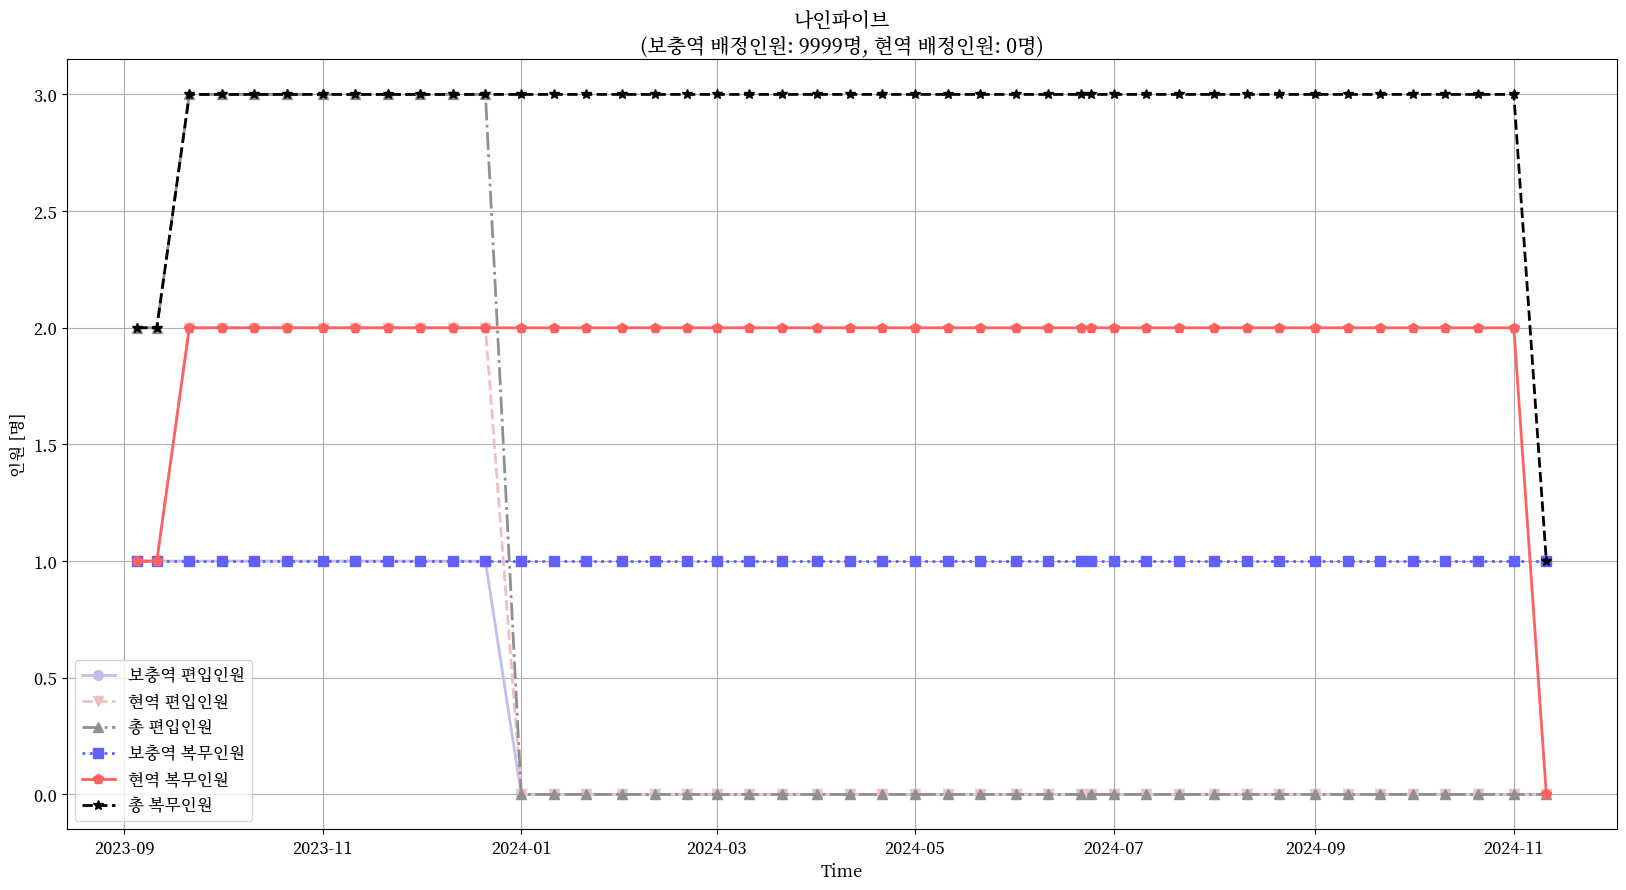 나인파이브
(보충역 배정인원: 9999명, 현역 배정인원: 0명)
인원 [명]
3.0
2.5
2.0
1.5
1.0
0.5
0.0
보충역 편입인원
현역 편입인원
총 편입인원
보충역 복무인원
현역 복무인원
총 복무인원
2023-09 2023-11 2024-01 2024-03 2024-05 2024-07 2024-09 2024-11
Time